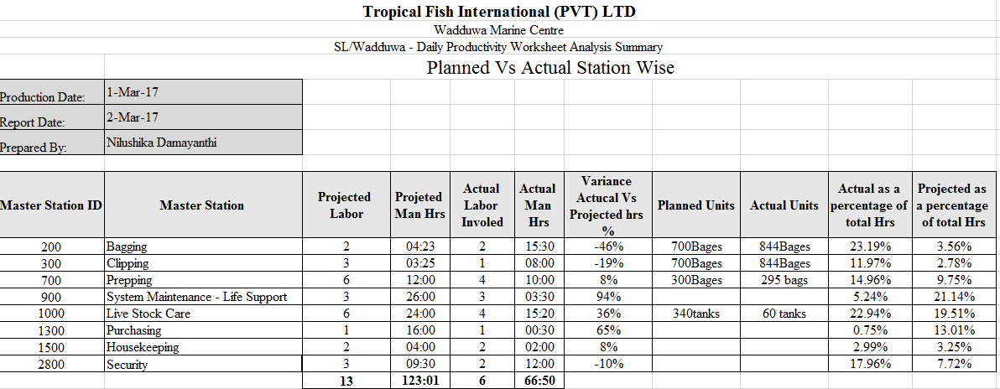 Tropical Fish International (PVT) LTD
Wadduwa Marine Centre
SL/Wadduwa - Daily Productivity Worksheet Analysis Summary
Planned Vs Actual Station Wise
Production Date: 1-Mar-17
Report Date: 2-Mar-17
Prepared By: Nilushika Damayanthi
Master Station ID Master Station Projected Labor Projeted Man Hrs Actual Labor Involed Actual Man Hrs Variance Actucal Vs Projected hrs % Planned Units Actual Units Actual as a percentage of total Hrs Projected as a percentage of total Hrs
200 Bagging 2 04:23 2 15:30 -46% 700Bages 844Bages 23.19% 3.56%
300 Clipping 3 03:25 1 08:00 -19% 700Bages 844Bages 11.97% 2.78%
700 Prepping 6 12:00 4 10:00 8% 300Bages 295 bags 14.96% 9.75%
900 System Maintenance - Life Support 3 26:00 3 03:30 94% 5.24% 21.14%
1000 Live Stock Care 6 24:00 4 15:20 36% 340tanks 60 tanks 22.94% 19.51%
1300 Purchasing 1 16:00 1 00:30 65% 0.75% 13.01%
1500 Housekeeping 2 04:00 2 02:00 8% 2.99% 3.25%
2800 Security 3 09:30 2 12:00 -10% 17.96% 7.72%
13 123:01 6 66:50